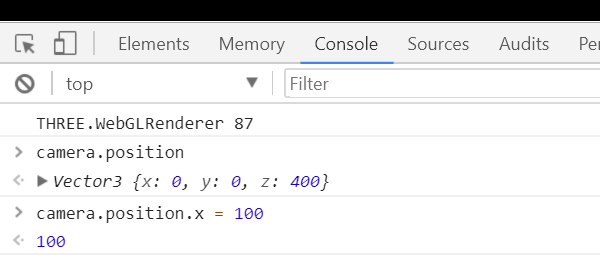 Elements Memory Console Sources Audits
top Filter
THREE.WebGLRenderer 87
camera.position
Vector3 {x: 0, y: 0, z: 400}
camera.position.x = 100
100